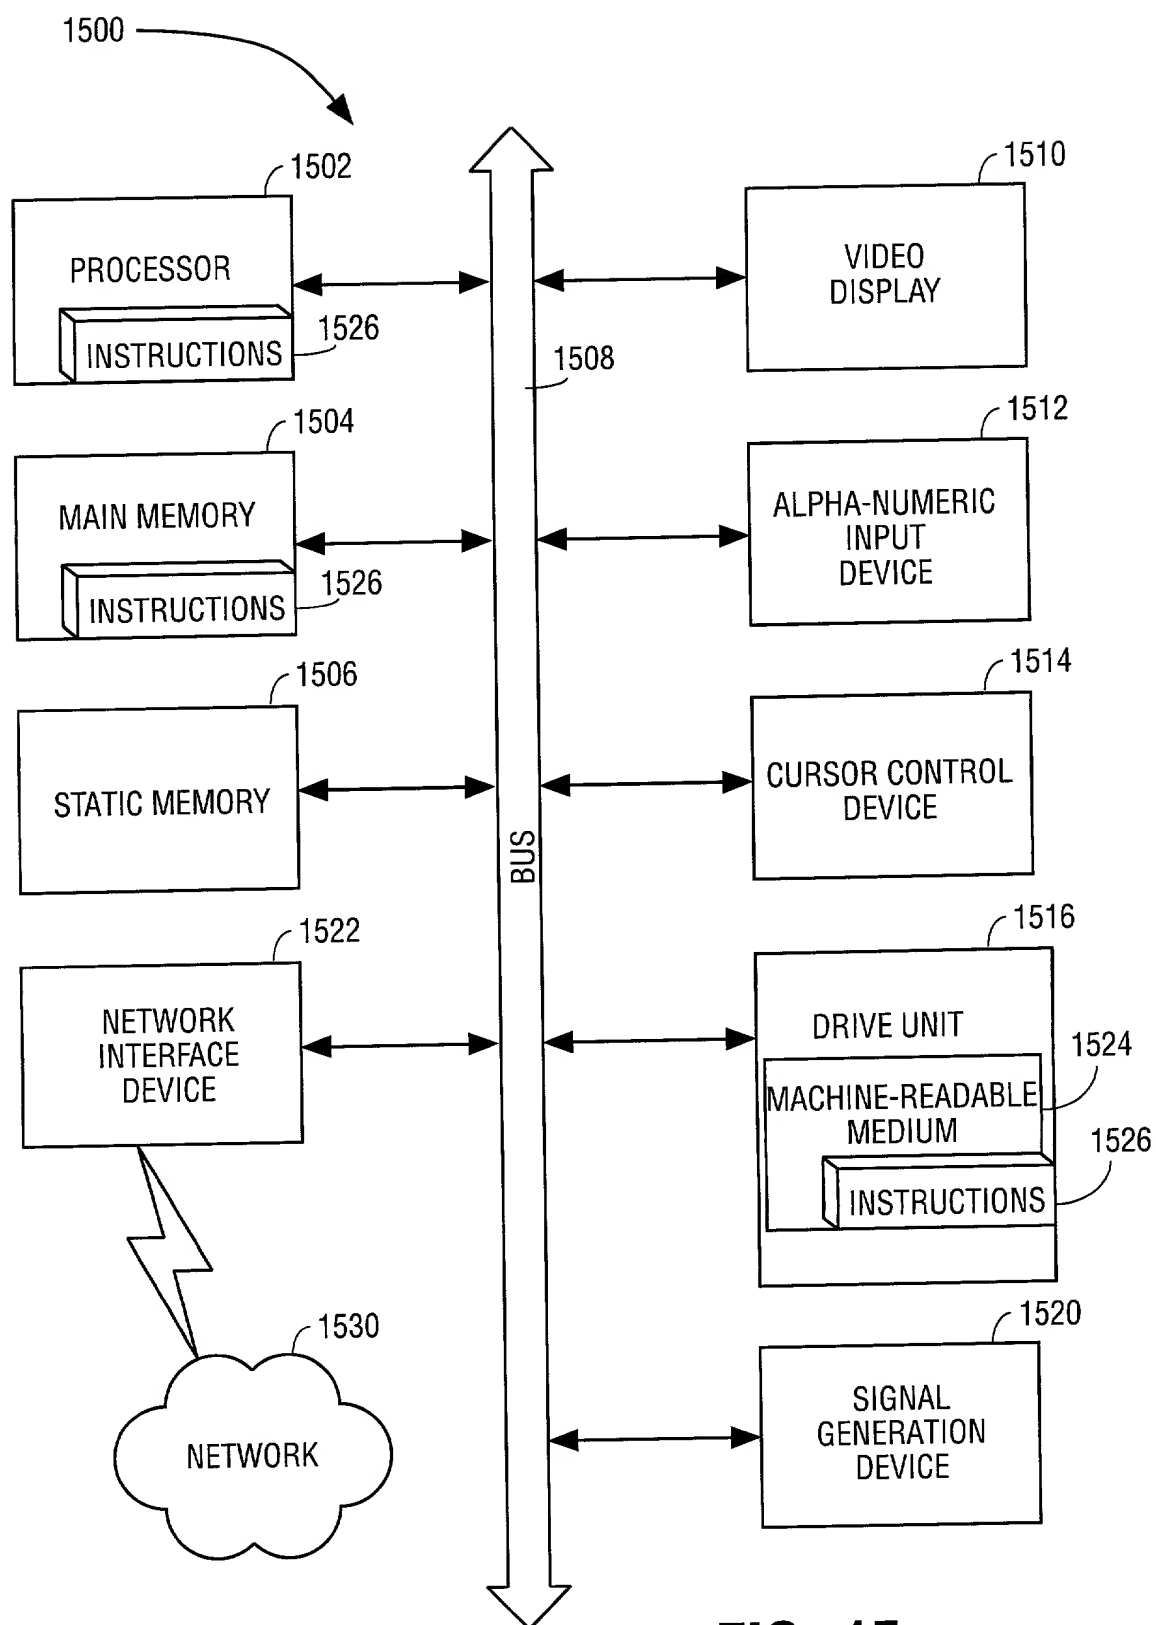 1500
1502
PROCESSOR
INSTRUCTIONS
1526
1504
MAIN MEMORY
INSTRUCTIONS
1526
1506
STATIC MEMORY
1522
NETWORK
INTERFACE
DEVICE
1530
NETWORK
1508
BUS
1510
VIDEO
DISPLAY
1512
ALPHA-NUMERIC
INPUT
DEVICE
1514
CURSOR CONTROL
DEVICE
1516
DRIVE UNIT
1524
MACHINE-READABLE
MEDIUM
1526
INSTRUCTIONS
1520
SIGNAL
GENERATION
DEVICE